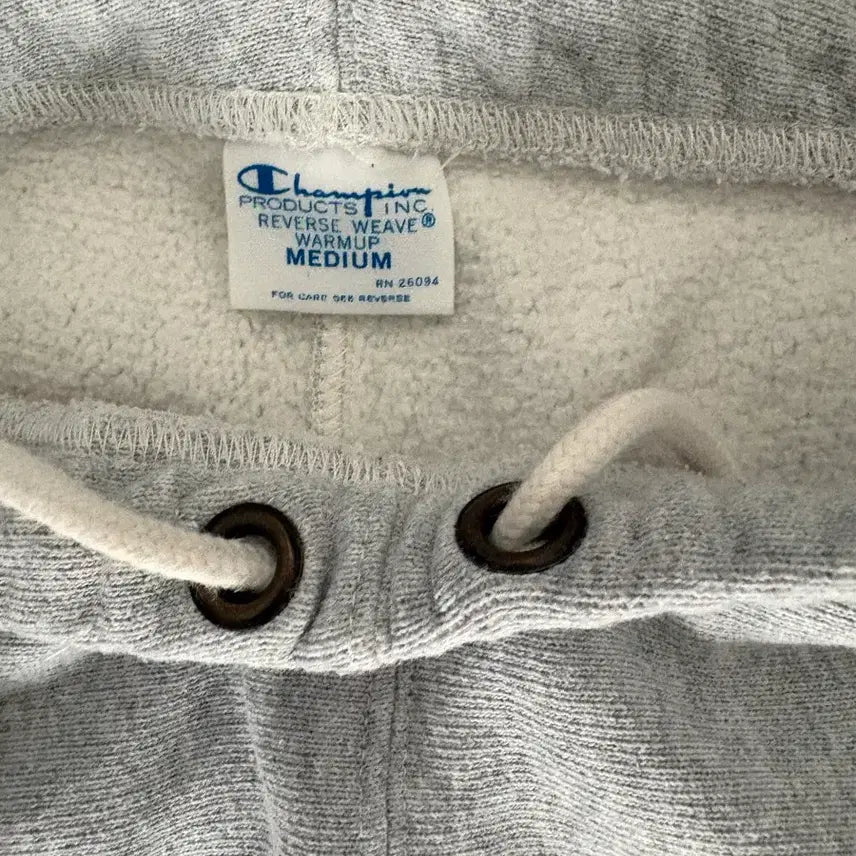 Champion
PRODUCTS INC.
REVERSE WEAVE®
WARMUP
MEDIUM
RN 26094
FOR CARE SEE REVERSE